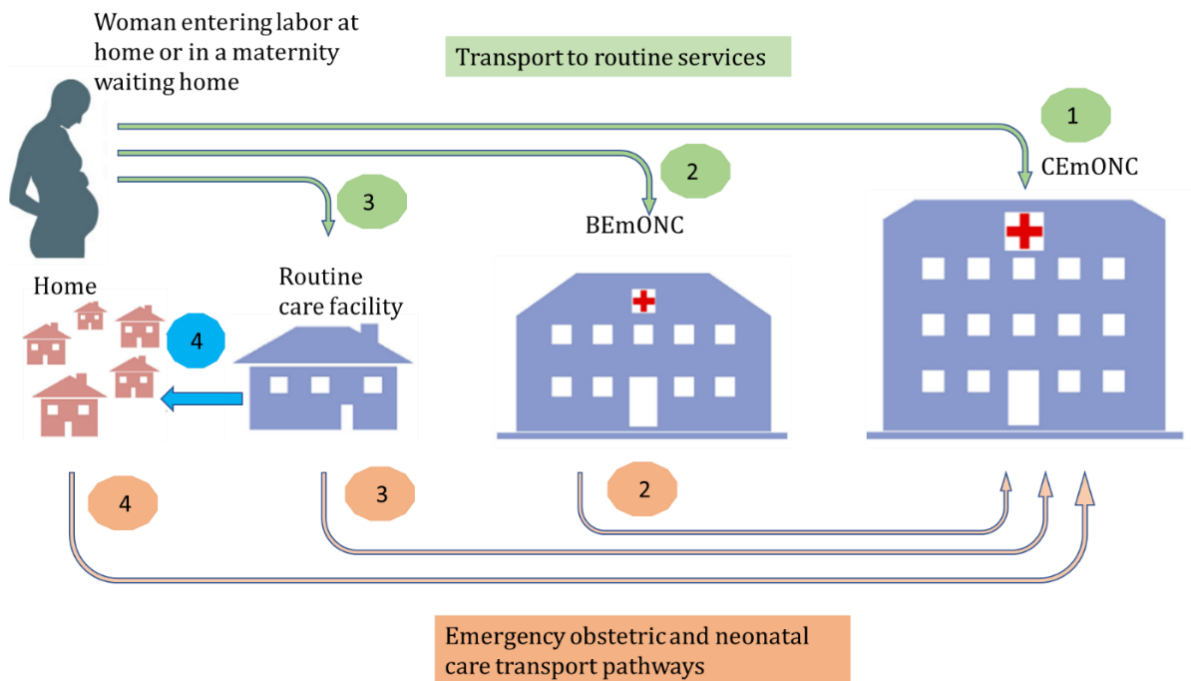 Woman entering labor at
home or in a maternity
waiting home
Transport to routine services
1
CEmONC
2
BEmONC
3
Routine
care facility
Home
4
4
3
2
Emergency obstetric and neonatal
care transport pathways